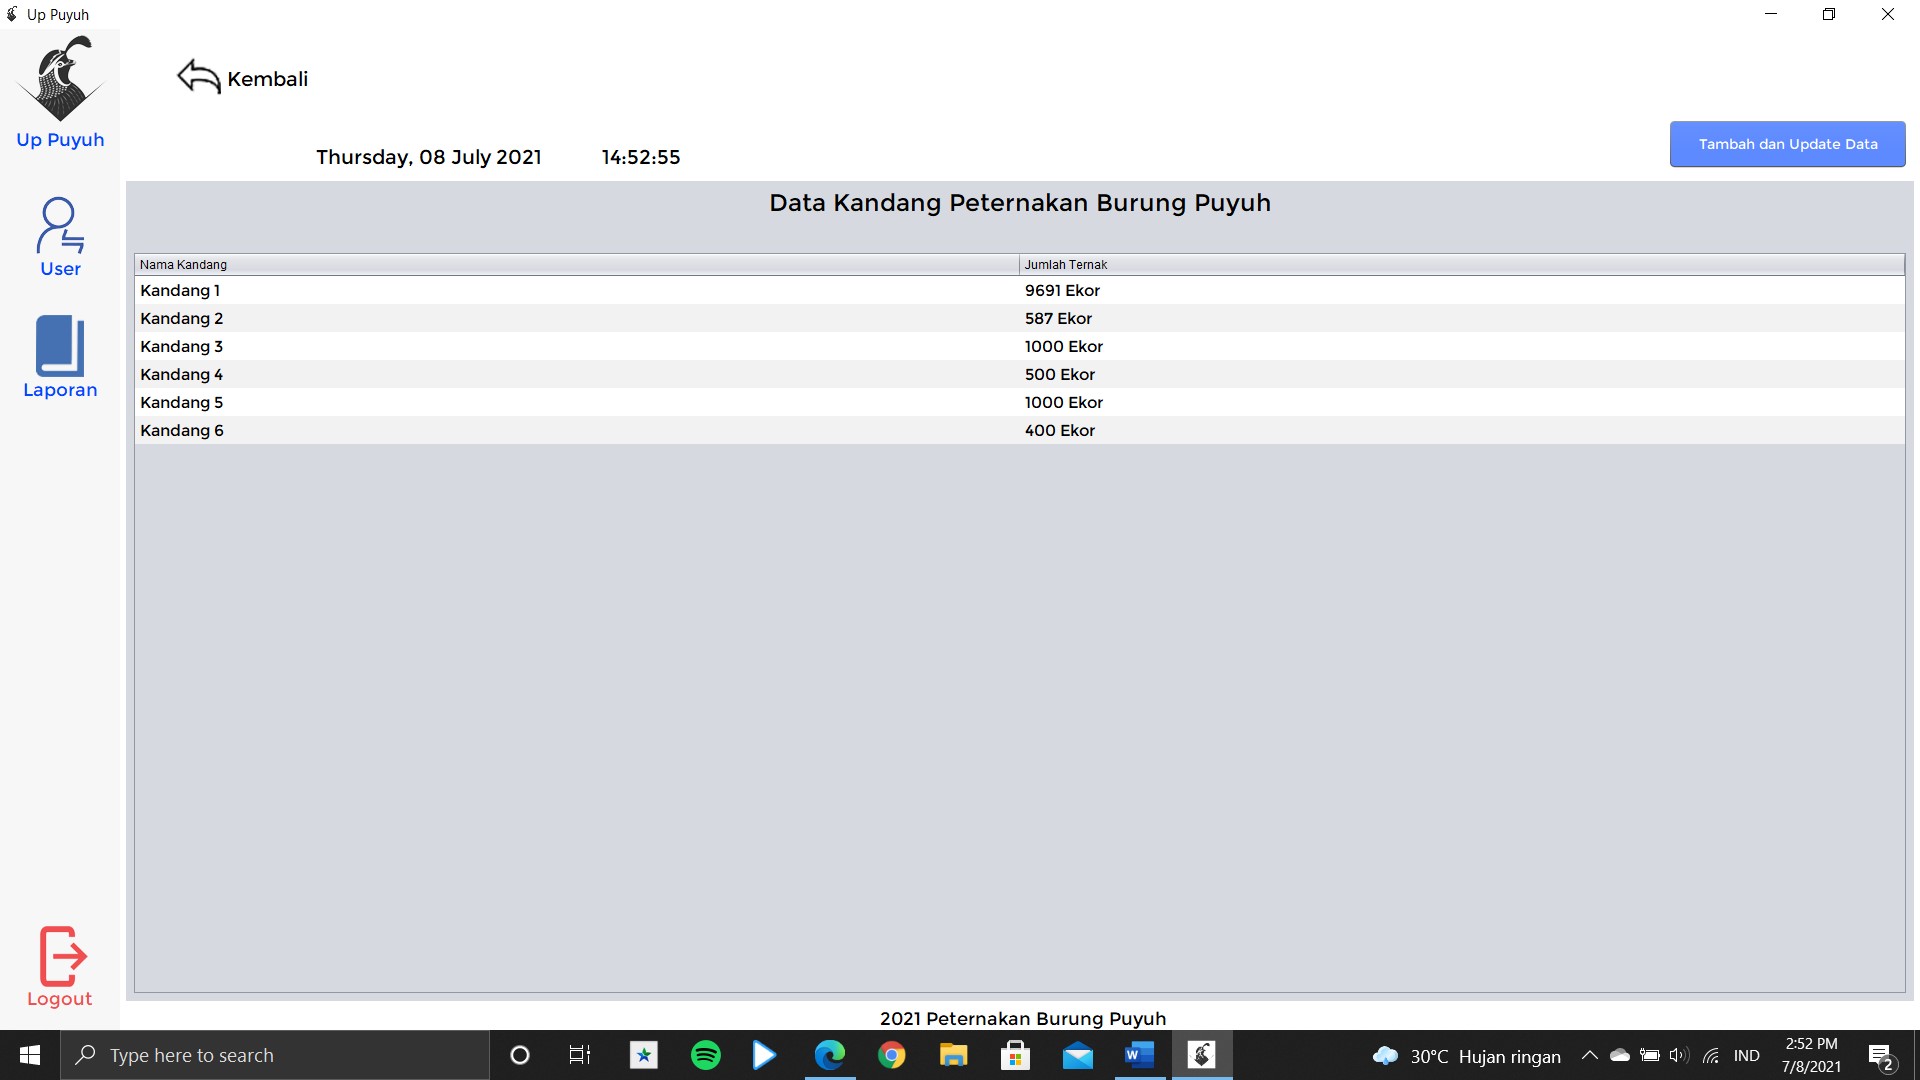 Up Puyuh
Up Puyuh
User
Laporan
Logout
Kembali
Thursday, 08 July 2021 14:52:55
Tambah dan Update Data
Data Kandang Peternakan Burung Puyuh
Nama Kandang Jumlah Ternak
Kandang 1 9691 Ekor
Kandang 2 587 Ekor
Kandang 3 1000 Ekor
Kandang 4 500 Ekor
Kandang 5 1000 Ekor
Kandang 6 400 Ekor
2021 Peternakan Burung Puyuh
Type here to search
W
30°C Hujan ringan
IND
2:52 PM
7/8/2021
2